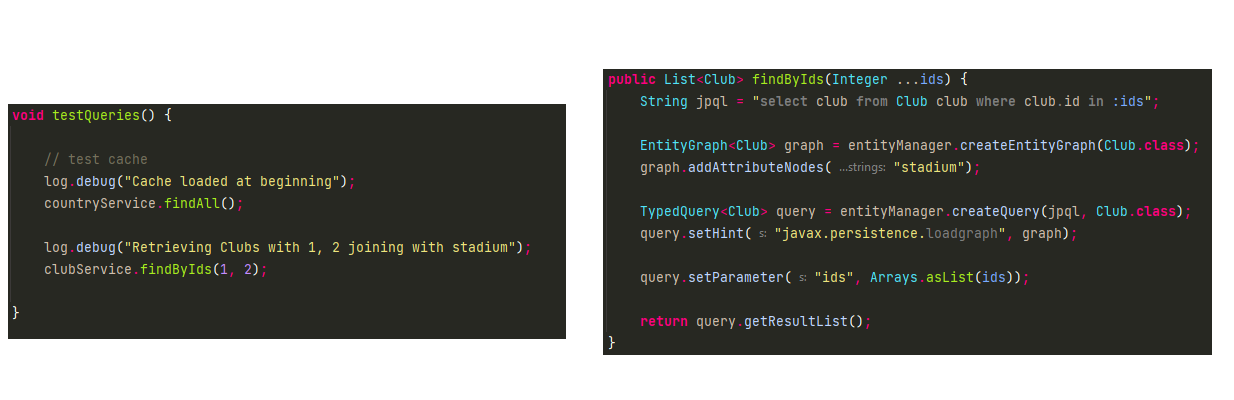 void testQueries() {
// test cache
log.debug("Cache loaded at beginning");
countryService.findAll();
log.debug("Retrieving Clubs with 1, 2 joining with stadium");
clubService.findByIds(1, 2);
}
public List<Club> findByIds(Integer ...ids) {
String jpql = "select club from Club club where club.id in :ids";
EntityGraph<Club> graph = entityManager.createEntityGraph(Club.class);
graph.addAttributeNodes( ...strings: "stadium");
TypedQuery<Club> query = entityManager.createQuery(jpql, Club.class);
query.setHint( s: "javax.persistence.loadgraph", graph);
query.setParameter( s: "ids", Arrays.asList(ids));
return query.getResultList();
}